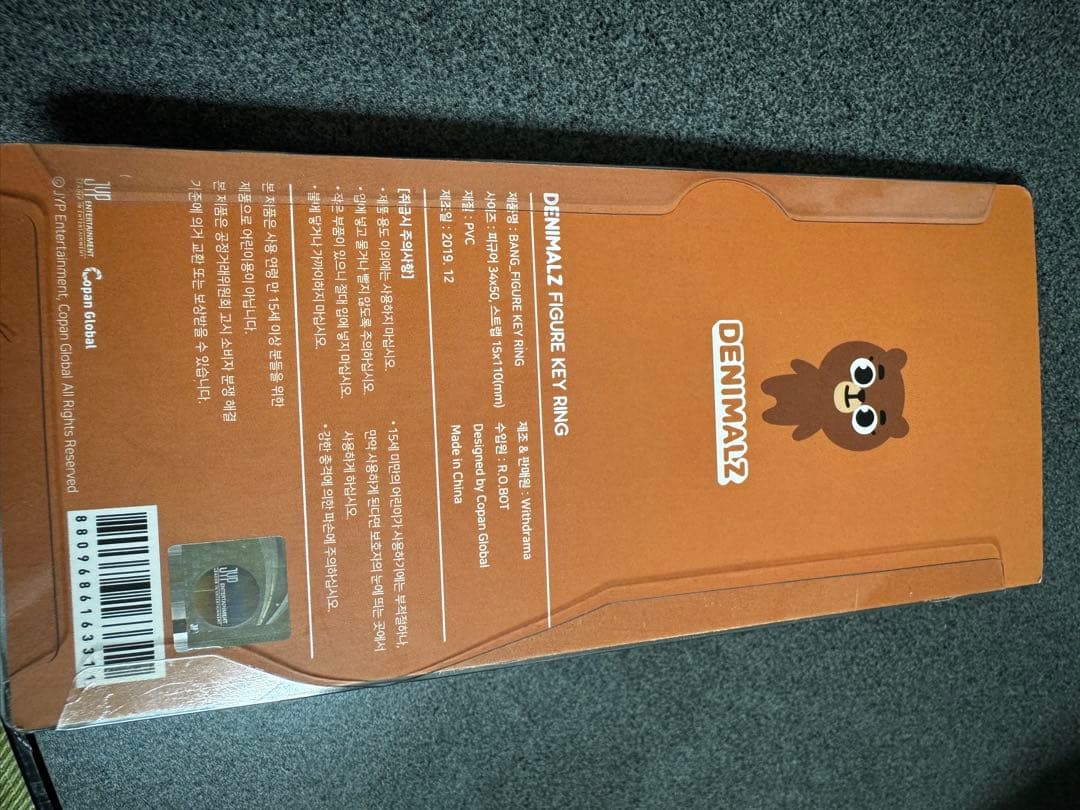 DENIMALZ
DENIMALZ FIGURE KEY RING
제품명 : BANG_FIGURE KEY RING
사이즈 : 피규어 34x50, 스트랩 15x110(mm)
재질 : PVC
제조일 : 2019. 12
제조 & 판매원 : Withdrama
수입원 : R.O.BOT
Designed by Copan Global
Made in China
[취급시 주의사항]
• 제품 용도 이외에는 사용하지 마십시오.
• 입에 넣고 물거나 빨지 않도록 주의하십시오.
• 작은 부품이 있으니 절대 입에 넣지 마십시오.
• 불에 닿거나 가까이하지 마십시오.
• 15세 미만의 어린이가 사용하기에는 부적절하나,
만약 사용하게 된다면 보호자의 눈에 띄는 곳에서
사용하게 하십시오.
• 강한 충격에 의한 파손에 주의하십시오.
본 제품은 사용 연령 만 15세 이상 분들을 위한
제품으로 어린이용이 아닙니다.
본 제품은 공정거래위원회 고시 소비자 분쟁 해결
기준에 의거 교환 또는 보상받을 수 있습니다.
JYP ENTERTAINMENT
Copan Global
© JYP Entertainment, Copan Global All Rights Reserved
JYP
ENTERTAINMENT